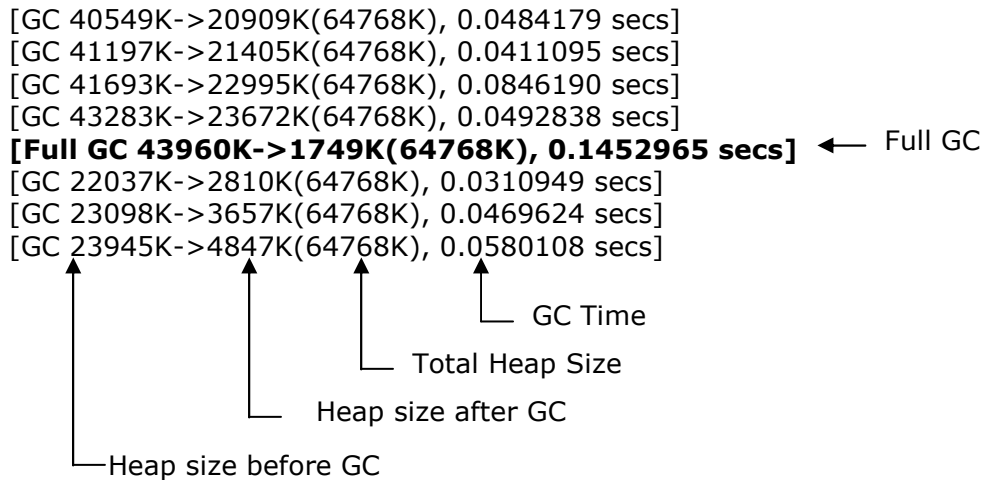 [GC 40549K->20909K(64768K), 0.0484179 secs]
[GC 41197K->21405K(64768K), 0.0411095 secs]
[GC 41693K->22995K(64768K), 0.0846190 secs]
[GC 43283K->23672K(64768K), 0.0492838 secs]
[Full GC 43960K->1749K(64768K), 0.1452965 secs] Full GC
[GC 22037K->2810K(64768K), 0.0310949 secs]
[GC 23098K->3657K(64768K), 0.0469624 secs]
[GC 23945K->4847K(64768K), 0.0580108 secs]
GC Time
Total Heap Size
Heap size after GC
Heap size before GC